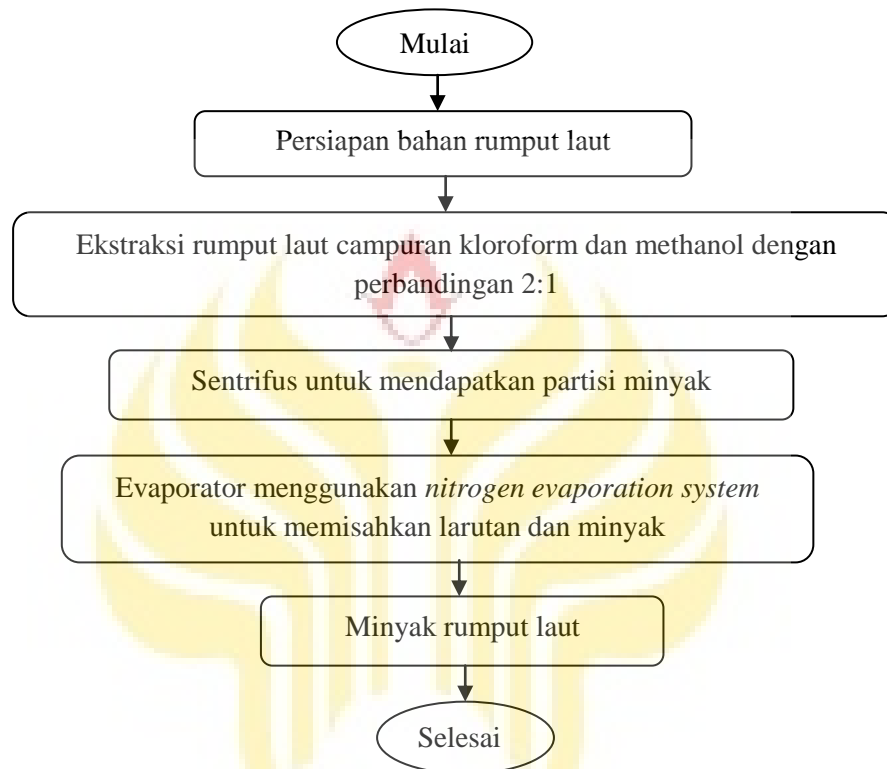 Mulai
Persiapan bahan rumput laut
Ekstraksi rumput laut campuran kloroform dan methanol dengan
perbandingan 2:1
Sentrifus untuk mendapatkan partisi minyak
Evaporator menggunakan nitrogen evaporation system
untuk memisahkan larutan dan minyak
Minyak rumput laut
Selesai